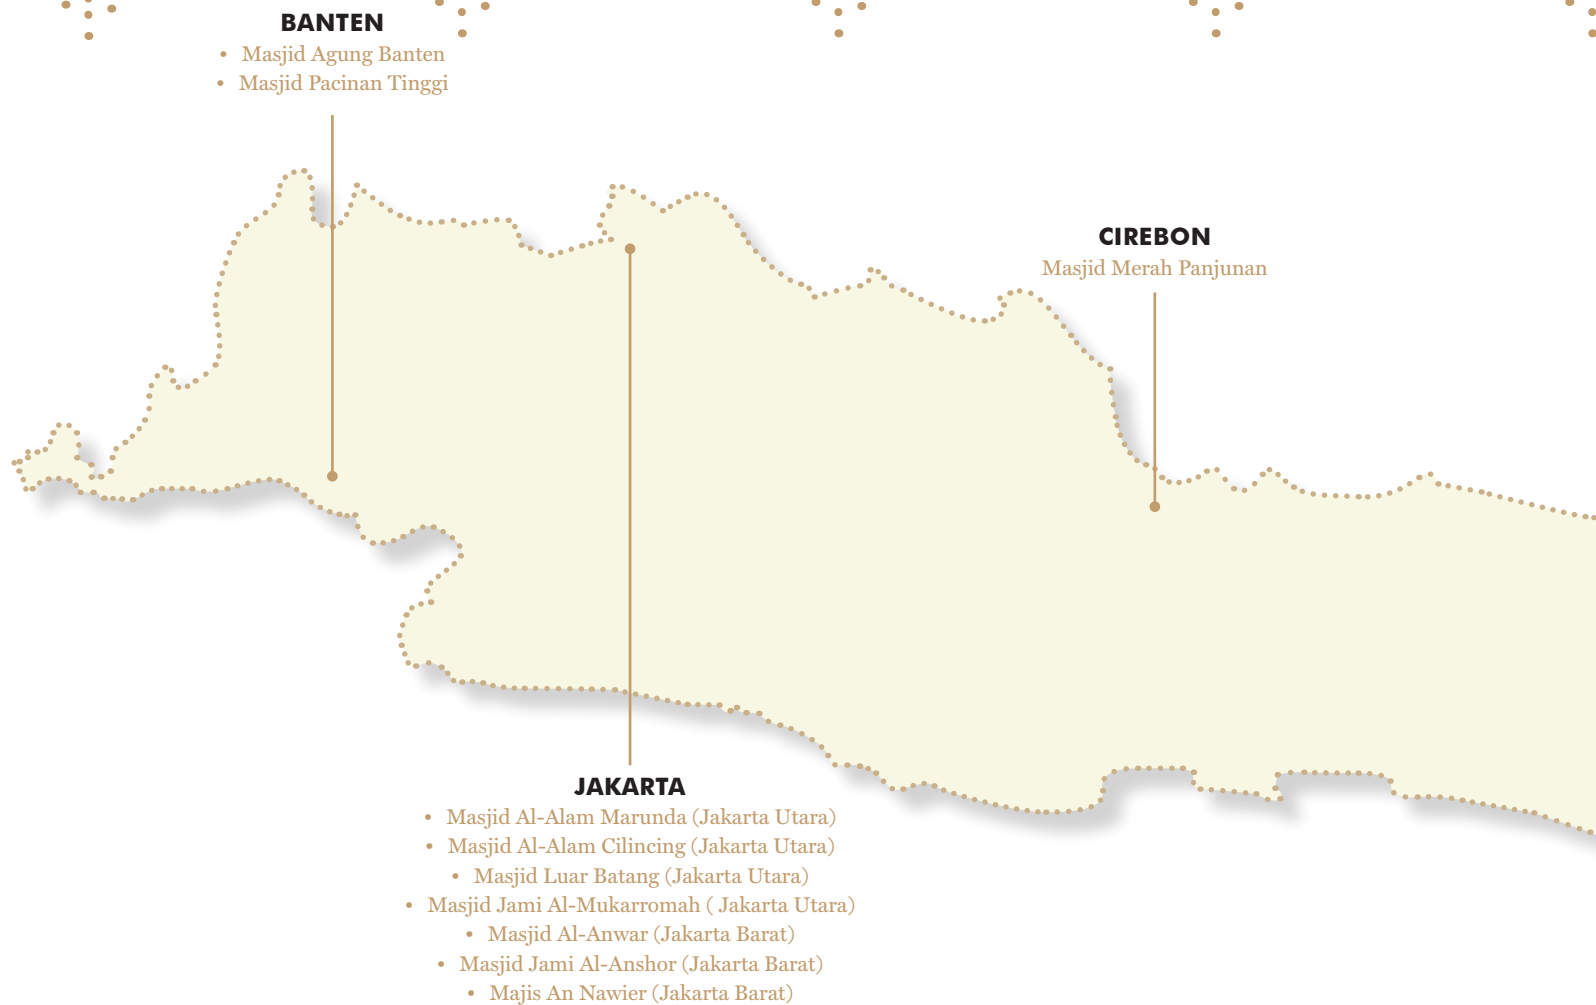 BANTEN
• Masjid Agung Banten
• Masjid Pacinan Tinggi
CIREBON
Masjid Merah Panjunan
JAKARTA
• Masjid Al-Alam Marunda (Jakarta Utara)
• Masjid Al-Alam Cilincing (Jakarta Utara)
• Masjid Luar Batang (Jakarta Utara)
• Masjid Jami Al-Mukarromah ( Jakarta Utara)
• Masjid Al-Anwar (Jakarta Barat)
• Masjid Jami Al-Anshor (Jakarta Barat)
• Majis An Nawier (Jakarta Barat)